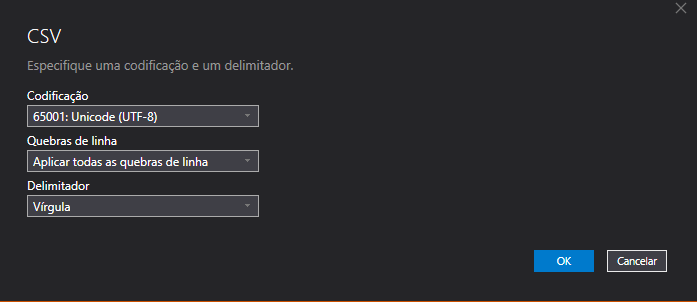 CSV
Especifique uma codificação e um delimitador.
Codificação
65001: Unicode (UTF-8)
Quebras de linha
Aplicar todas as quebras de linha
Delimitador
Vírgula
OK
Cancelar